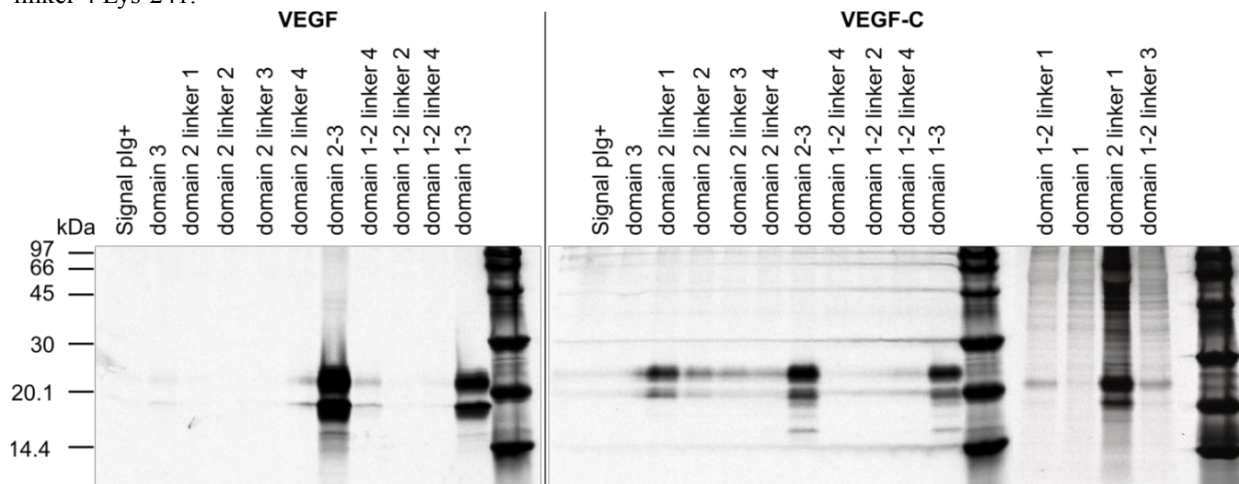 linker 4 Lys-241.
VEGF
VEGF-C
Signal pIg+
domain 3
domain 2 linker 1
domain 2 linker 2
domain 2 linker 3
domain 2 linker 4
domain 2-3
domain 1-2 linker 4
domain 1-2 linker 2
domain 1-2 linker 4
domain 1-3
Signal pIg+
domain 3
domain 2 linker 1
domain 2 linker 2
domain 2 linker 3
domain 2 linker 4
domain 2-3
domain 1-2 linker 4
domain 1-2 linker 2
domain 1-2 linker 4
domain 1-3
domain 1-2 linker 1
domain 1
domain 2 linker 1
domain 1-2 linker 3
kDa
97
66
45
30
20.1
14.4